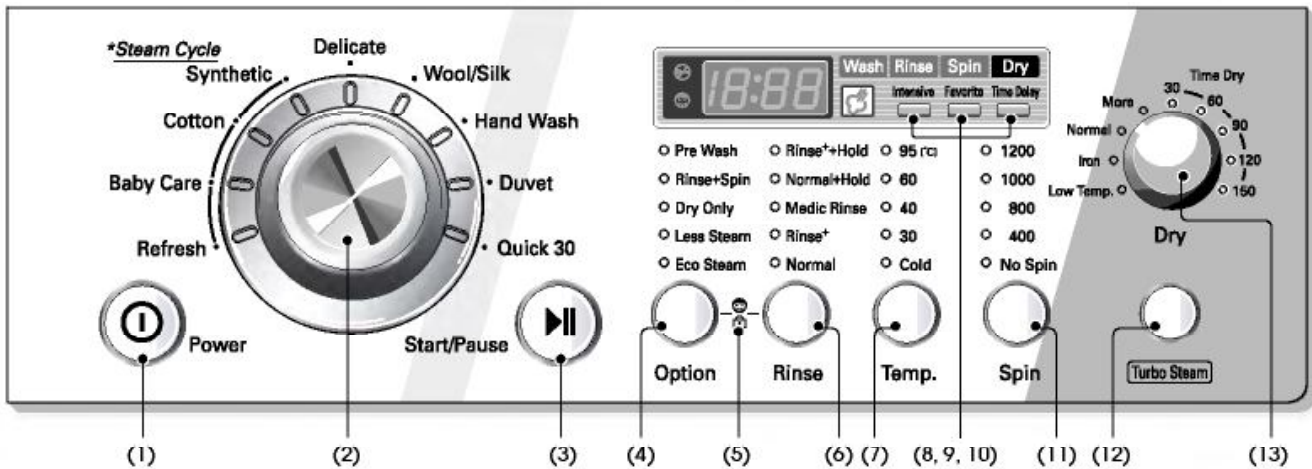 *Steam Cycle
Synthetic
Delicate
Wool/Silk
Cotton
Hand Wash
Baby Care
Duvet
Refresh
Quick 30
Power
Start/Pause
18:88
Wash Rinse Spin Dry
Intensive Favorite Time Delay
Pre Wash Rinse⁺+Hold 95 (°C) 1200
Rinse+Spin Normal+Hold 60 1000
Dry Only Medic Rinse 40 800
Less Steam Rinse⁺ 30 400
Eco Steam Normal Cold No Spin
Option Rinse Temp. Spin
Time Dry
More 30 60
Normal 90
Iron 120
Low Temp. 150
Dry
Turbo Steam
(1) (2) (3) (4) (5) (6) (7) (8, 9, 10) (11) (12) (13)